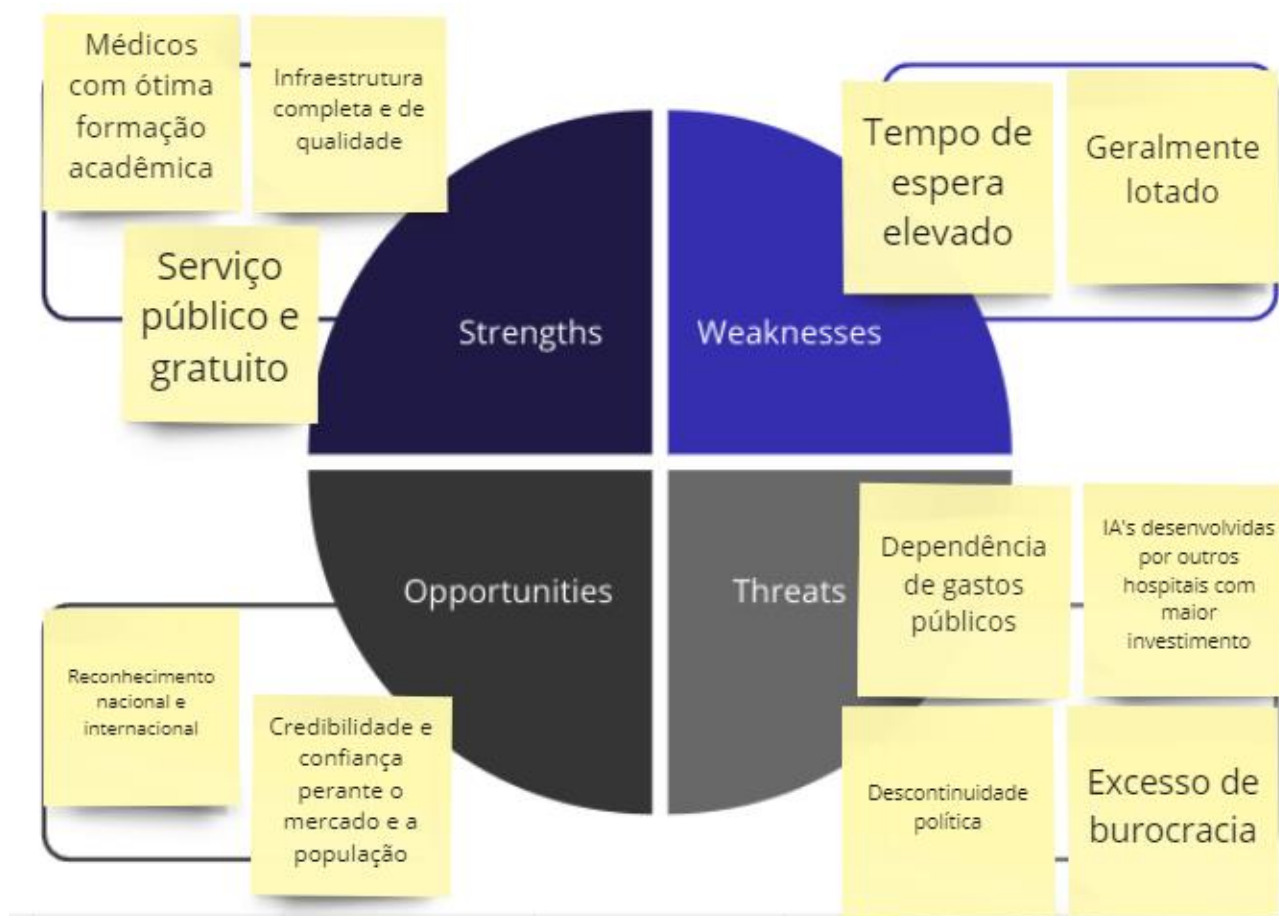 Médicos
com ótima
formação
acadêmica
Infraestrutura
completa e de
qualidade
Serviço
público e
gratuito
Strengths
Tempo de
espera
elevado
Geralmente
lotado
Weaknesses
Opportunities
Reconhecimento
nacional e
internacional
Credibilidade e
confiança
perante o
mercado e a
população
Threats
Dependência
de gastos
públicos
IA's desenvolvidas
por outros
hospitais com
maior
investimento
Descontinuidade
política
Excesso de
burocracia